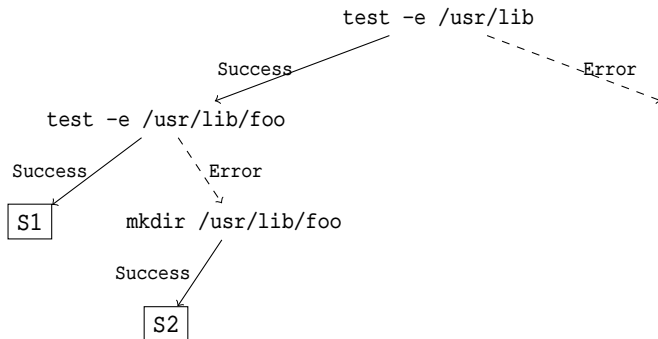 test -e /usr/lib
Success
Error
test -e /usr/lib/foo
Success
Error
S1
mkdir /usr/lib/foo
Success
S2